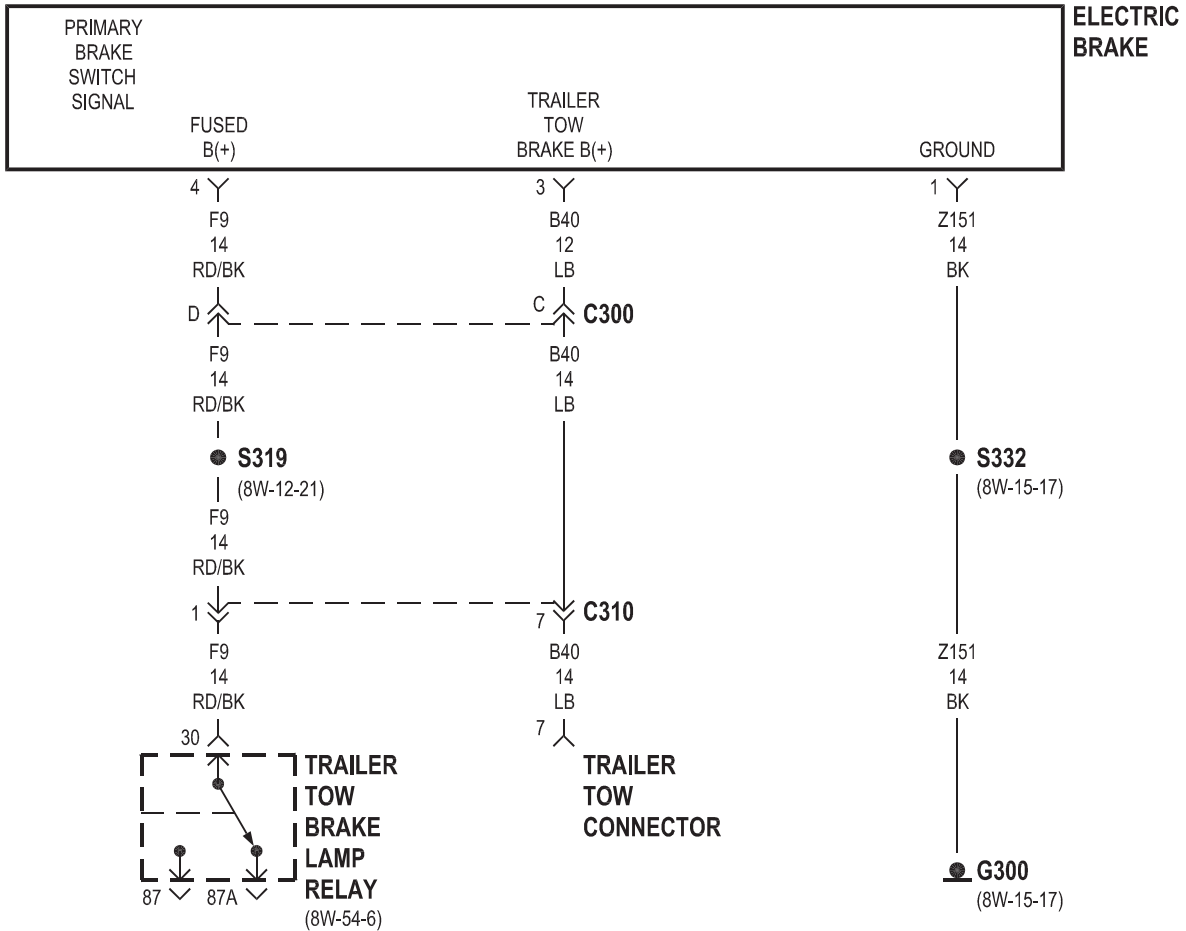 ELECTRIC
BRAKE
PRIMARY
BRAKE
SWITCH
SIGNAL
FUSED
B(+)
TRAILER
TOW
BRAKE B(+)
GROUND
4
3
1
F9
14
RD/BK
B40
12
LB
Z151
14
BK
D
C
C300
F9
14
RD/BK
B40
14
LB
S319
(8W-12-21)
S332
(8W-15-17)
F9
14
RD/BK
1
7
C310
F9
14
RD/BK
B40
14
LB
Z151
14
BK
30
7
TRAILER
TOW
BRAKE
LAMP
RELAY
(8W-54-6)
TRAILER
TOW
CONNECTOR
87
87A
G300
(8W-15-17)